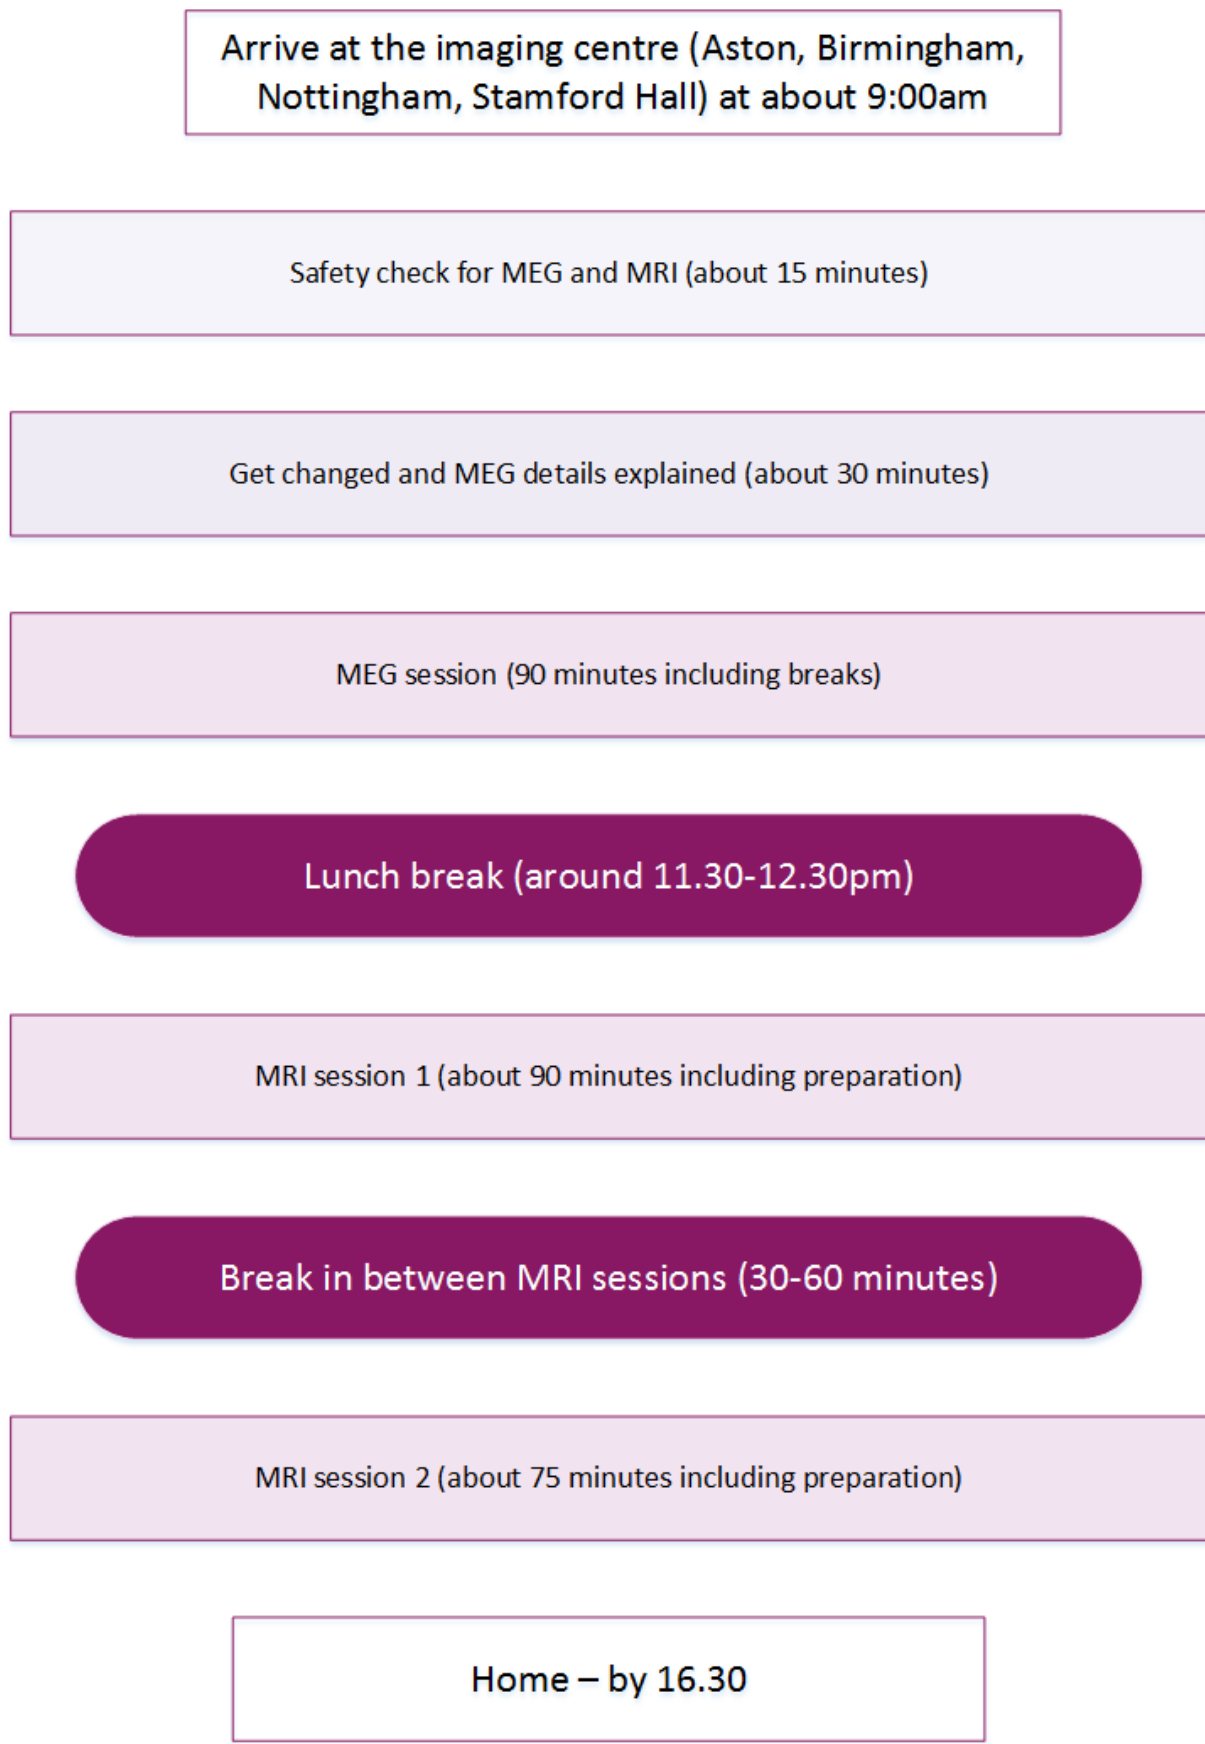 Arrive at the imaging centre (Aston, Birmingham,
Nottingham, Stamford Hall) at about 9:00am
Safety check for MEG and MRI (about 15 minutes)
Get changed and MEG details explained (about 30 minutes)
MEG session (90 minutes including breaks)
Lunch break (around 11.30-12.30pm)
MRI session 1 (about 90 minutes including preparation)
Break in between MRI sessions (30-60 minutes)
MRI session 2 (about 75 minutes including preparation)
Home – by 16.30